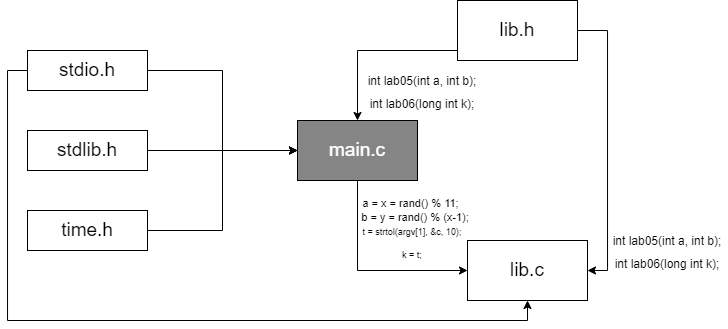 lib.h
stdio.h
int lab05(int a, int b);
int lab06(long int k);
stdlib.h
main.c
a = x = rand() % 11;
b = y = rand() % (x-1);
t = strtol(argv[1], &c, 10);
k = t;
time.h
lib.c
int lab05(int a, int b);
int lab06(long int k);